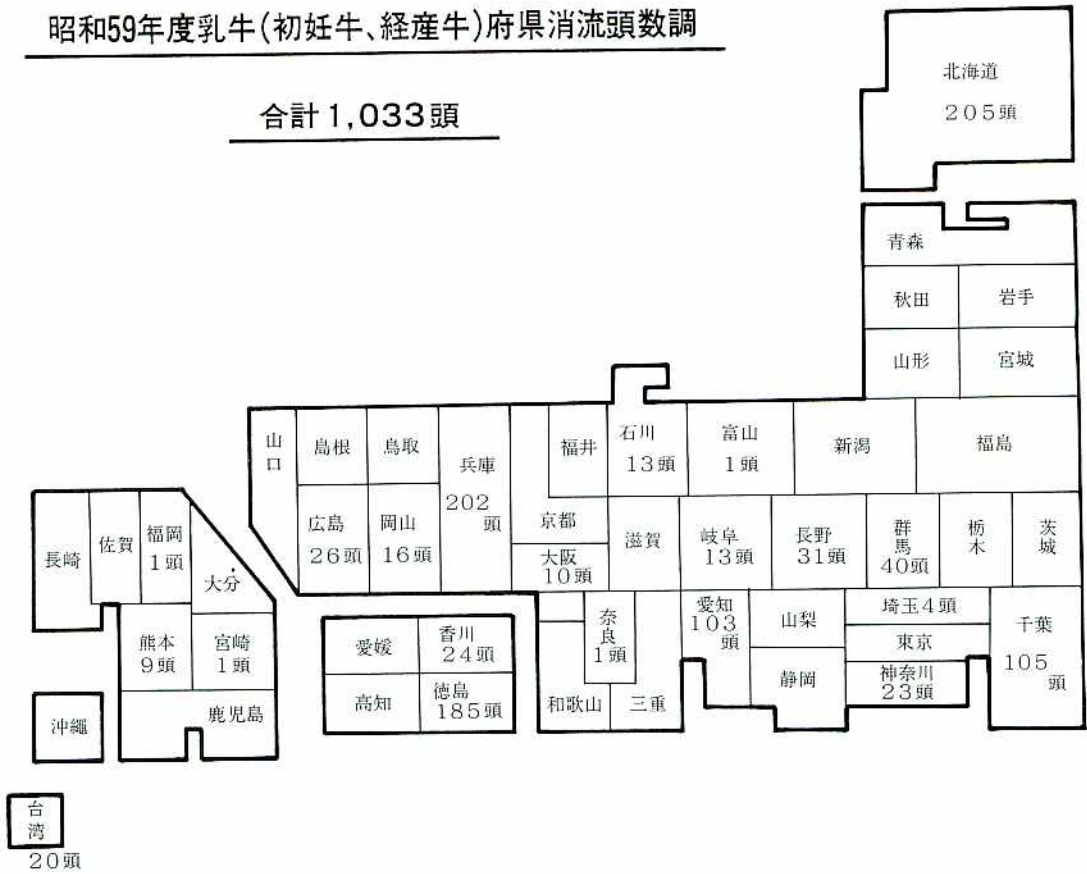 昭和59年度乳牛(初妊牛、経産牛)府県消流頭数調
合計1,033頭
北海道
205頭
青森
秋田
岩手
山形
宮城
山口
島根
鳥取
兵庫
202
頭
福井
石川
13頭
富山
1頭
新潟
福島
広島
26頭
岡山
16頭
京都
大阪
10頭
滋賀
岐阜
13頭
長野
31頭
群馬
40頭
栃木
茨城
長崎
佐賀
福岡
1頭
大分
熊本
9頭
宮崎
1頭
鹿児島
沖縄
愛媛
香川
24頭
高知
徳島
185頭
奈良
1頭
和歌山
三重
愛知
103
頭
山梨
静岡
埼玉4頭
東京
神奈川
23頭
千葉
105
頭
台湾
20頭